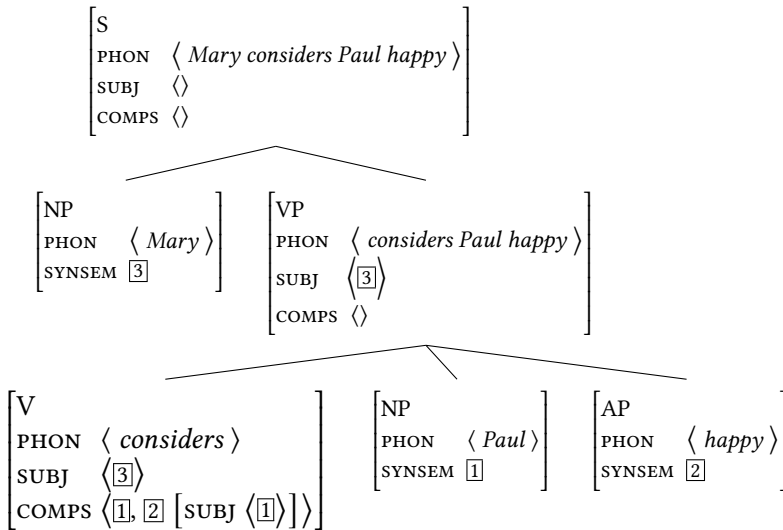 S
PHON ⟨ Mary considers Paul happy ⟩
SUBJ ⟨⟩
COMPS ⟨⟩
NP
PHON ⟨ Mary ⟩
SYNSEM 3
VP
PHON ⟨ considers Paul happy ⟩
SUBJ ⟨3⟩
COMPS ⟨⟩
V
PHON ⟨ considers ⟩
SUBJ ⟨3⟩
COMPS ⟨1, 2 [SUBJ ⟨1⟩]⟩
NP
PHON ⟨ Paul ⟩
SYNSEM 1
AP
PHON ⟨ happy ⟩
SYNSEM 2